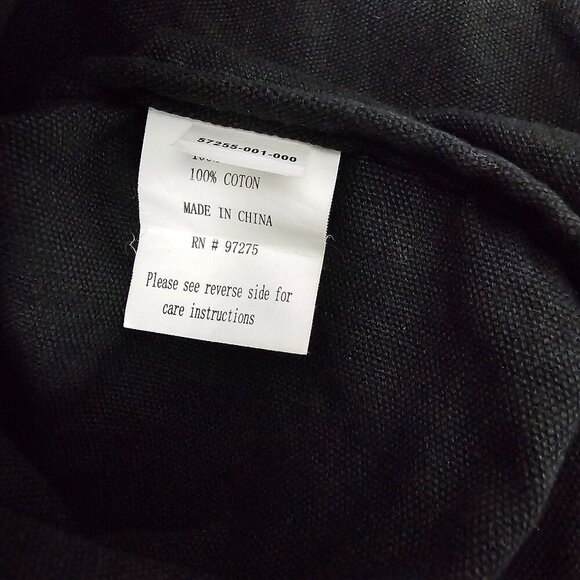 57255-001-000
100% COTON
MADE IN CHINA
RN # 97275
Please see reverse side for
care instructions